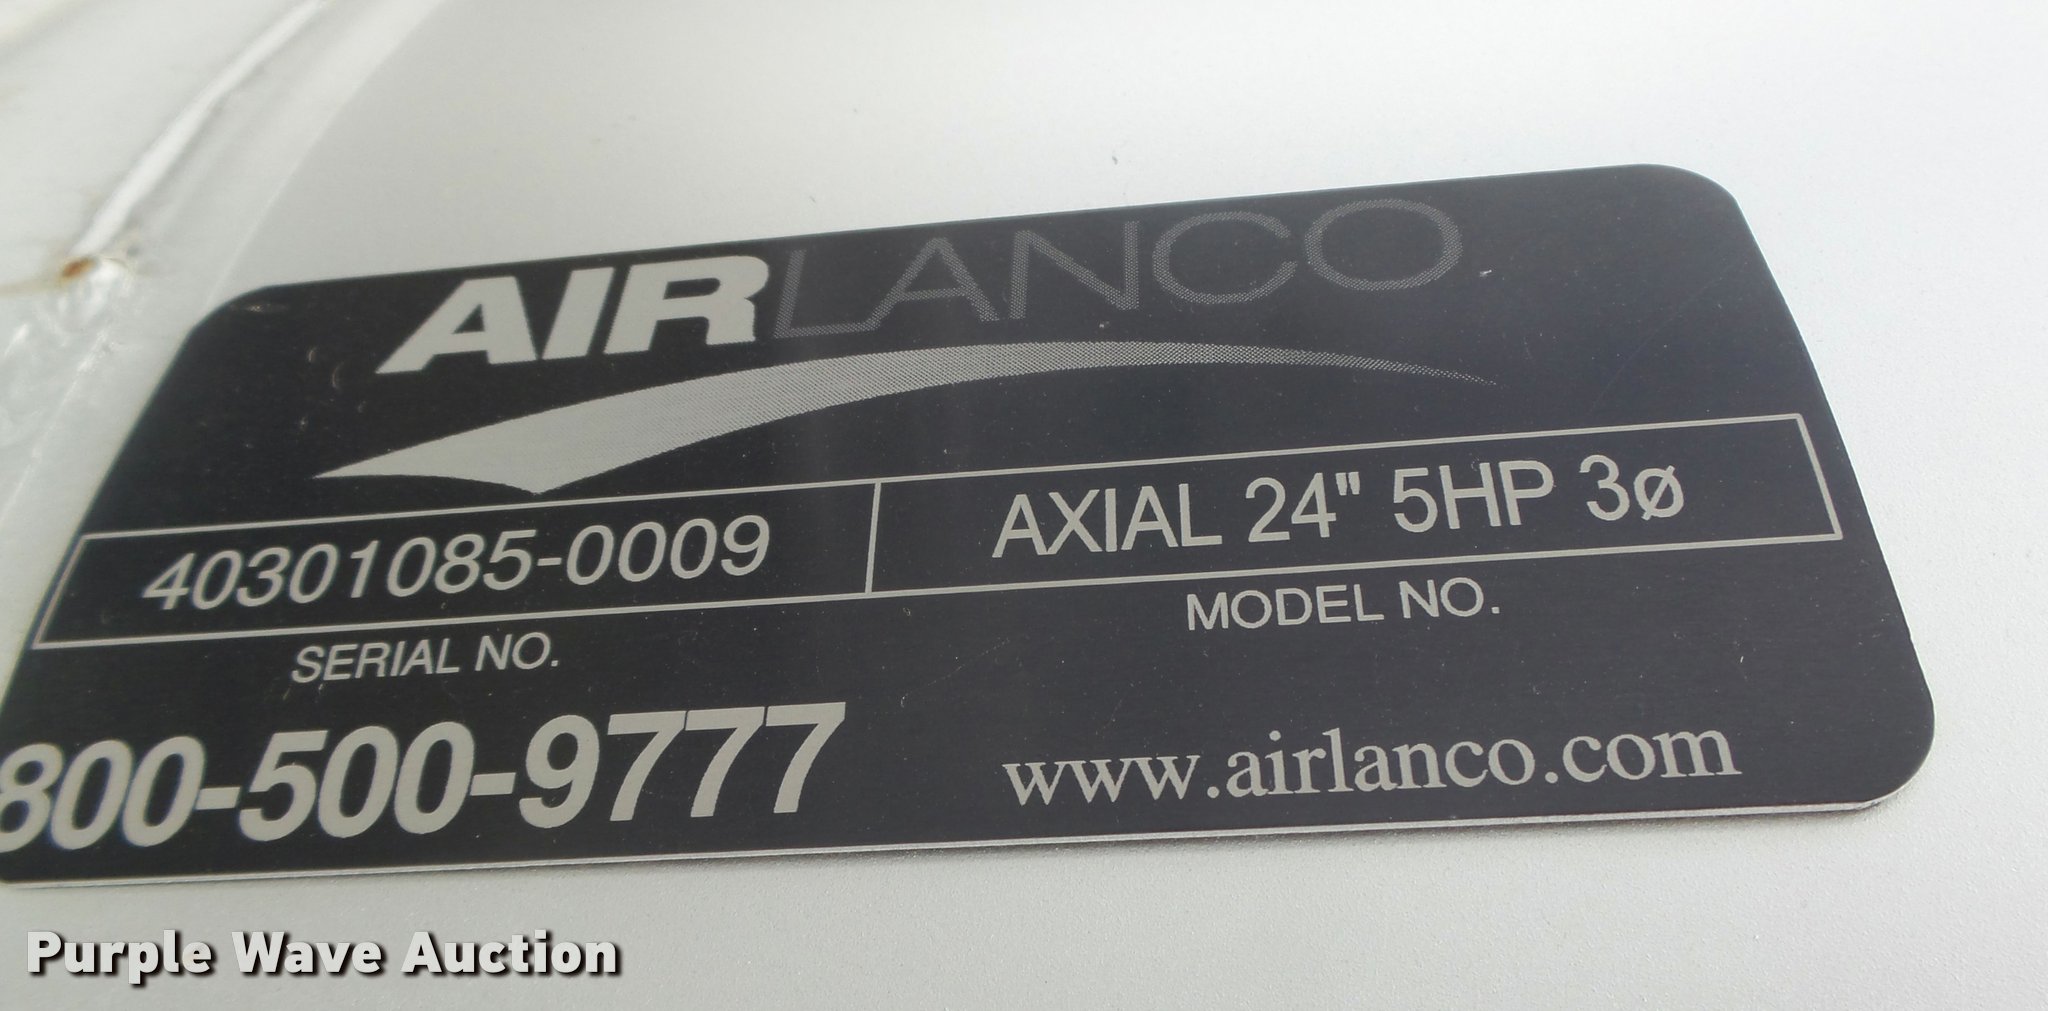 AIRLANCO
40301085-0009 AXIAL 24" 5HP 3ø
SERIAL NO. MODEL NO.
800-500-9777 www.airlanco.com
Purple Wave Auction